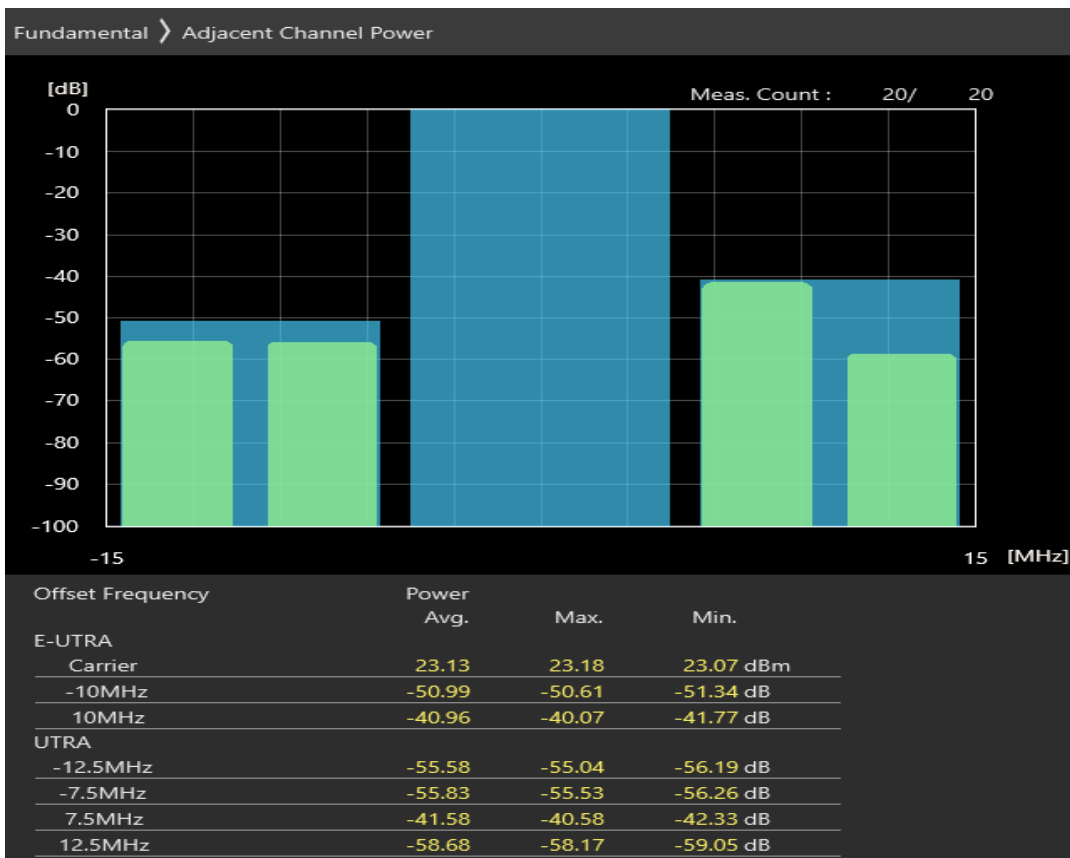 Fundamental 〉 Adjacent Channel Power
[dB]
Meas. Count : 20/ 20
0
-10
-20
-30
-40
-50
-60
-70
-80
-90
-100
-15 15 [MHz]
Offset Frequency Power
Avg. Max. Min.
E-UTRA
Carrier 23.13 23.18 23.07 dBm
-10MHz -50.99 -50.61 -51.34 dB
10MHz -40.96 -40.07 -41.77 dB
UTRA
-12.5MHz -55.58 -55.04 -56.19 dB
-7.5MHz -55.83 -55.53 -56.26 dB
7.5MHz -41.58 -40.58 -42.33 dB
12.5MHz -58.68 -58.17 -59.05 dB